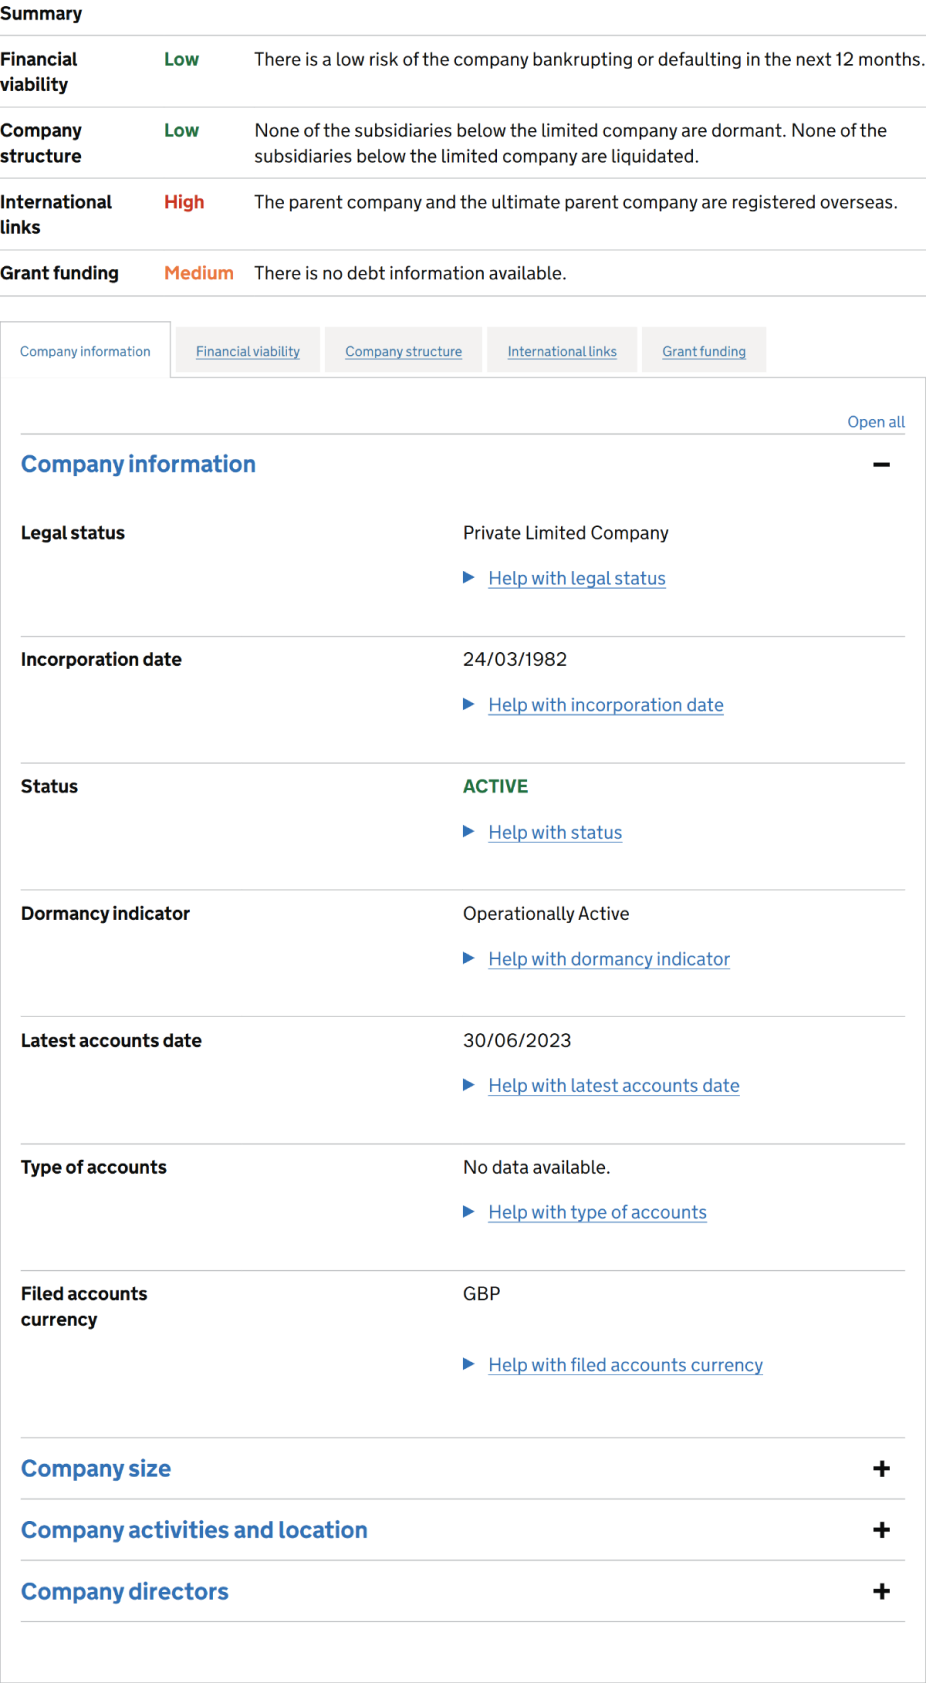 Summary
Financial viability Low There is a low risk of the company bankrupting or defaulting in the next 12 months.
Company structure Low None of the subsidiaries below the limited company are dormant. None of the subsidiaries below the limited company are liquidated.
International links High The parent company and the ultimate parent company are registered overseas.
Grant funding Medium There is no debt information available.
Company information Financial viability Company structure International links Grant funding
Open all
Company information
Legal status Private Limited Company
Help with legal status
Incorporation date 24/03/1982
Help with incorporation date
Status ACTIVE
Help with status
Dormancy indicator Operationally Active
Help with dormancy indicator
Latest accounts date 30/06/2023
Help with latest accounts date
Type of accounts No data available.
Help with type of accounts
Filed accounts currency GBP
Help with filed accounts currency
Company size
Company activities and location
Company directors